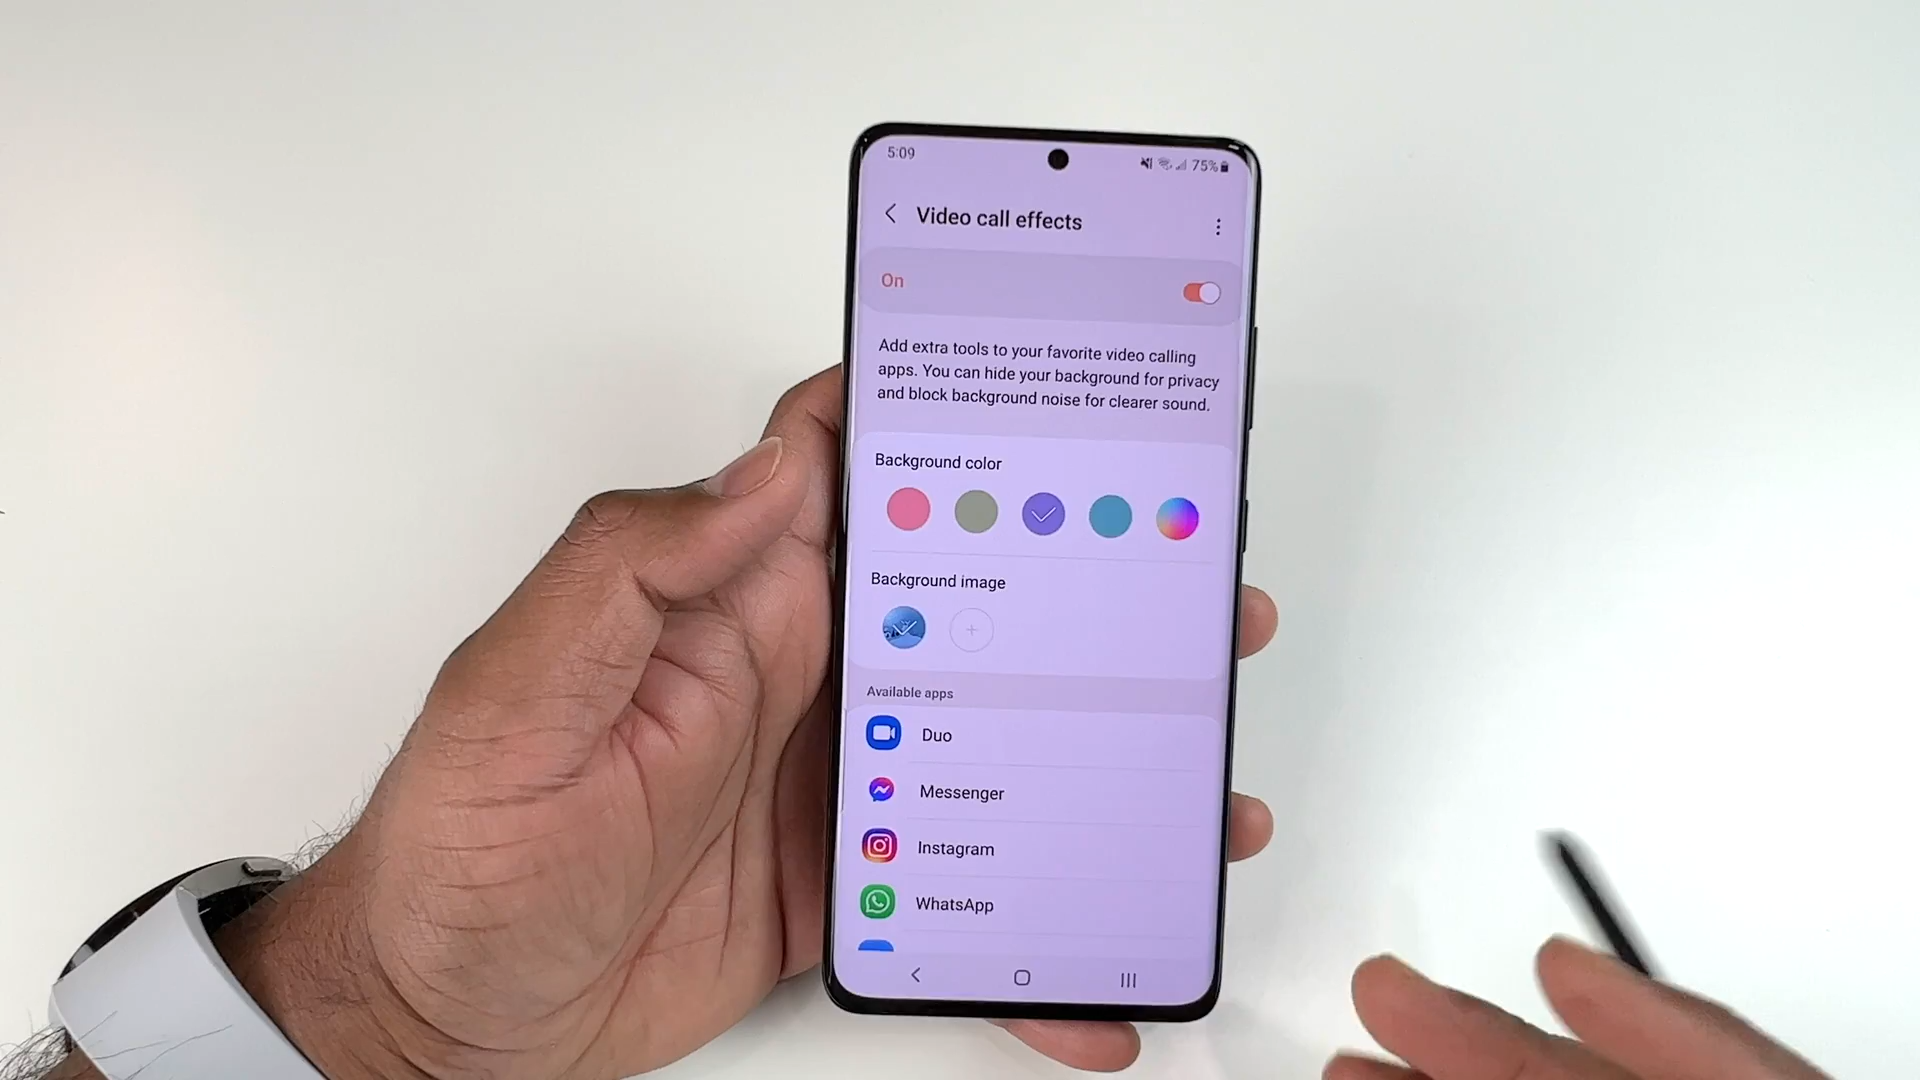 5:09
75%
Video call effects
On
Add extra tools to your favorite video calling
apps. You can hide your background for privacy
and block background noise for clearer sound.
Background color
Background image
Available apps
Duo
Messenger
Instagram
WhatsApp